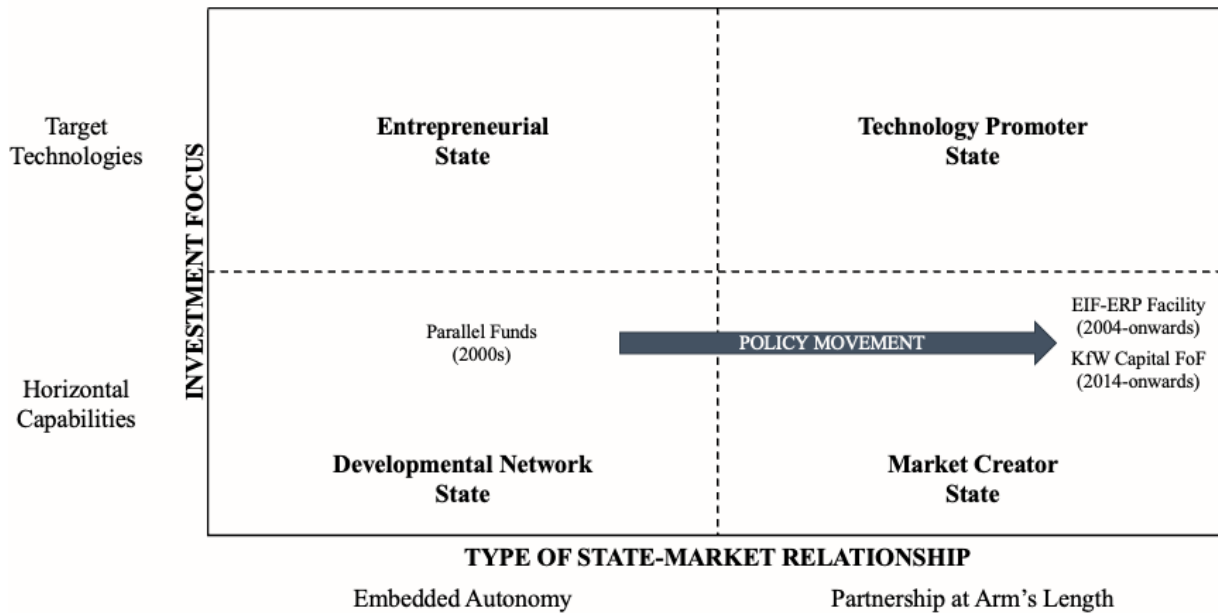 Target
Technologies
INVESTMENT FOCUS
Entrepreneurial
State
Technology Promoter
State
Horizontal
Capabilities
Parallel Funds
(2000s)
POLICY MOVEMENT
EIF-ERP Facility
(2004-onwards)
KfW Capital FoF
(2014-onwards)
Developmental Network
State
Market Creator
State
TYPE OF STATE-MARKET RELATIONSHIP
Embedded Autonomy
Partnership at Arm's Length